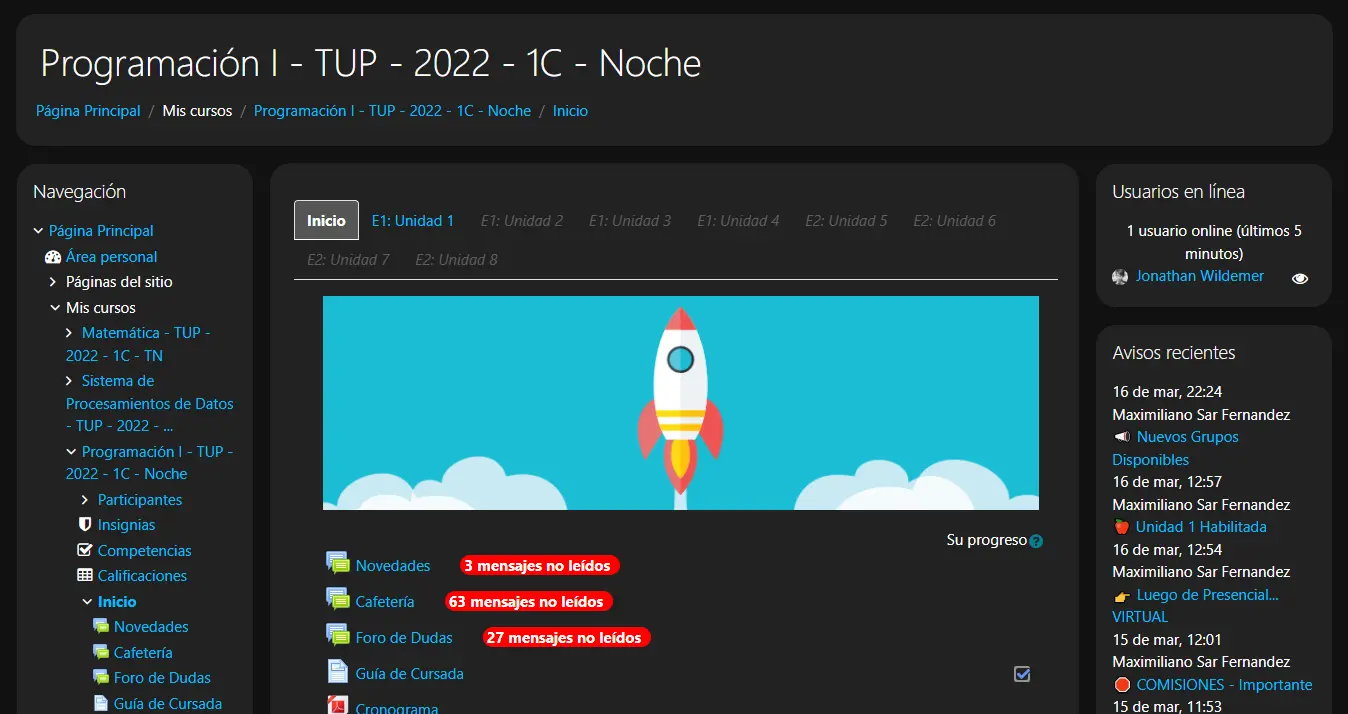 Programación I - TUP - 2022 - 1C - Noche
Página Principal / Mis cursos / Programación I - TUP - 2022 - 1C - Noche / Inicio
Navegación
Página Principal
Área personal
Páginas del sitio
Mis cursos
Matemática - TUP -
2022 - 1C - TN
Sistema de
Procesamientos de Datos
- TUP - 2022 - ...
Programación I - TUP -
2022 - 1C - Noche
Participantes
Insignias
Competencias
Calificaciones
Inicio
Novedades
Cafetería
Foro de Dudas
Guía de Cursada
Inicio E1: Unidad 1 E1: Unidad 2 E1: Unidad 3 E1: Unidad 4 E2: Unidad 5 E2: Unidad 6
E2: Unidad 7 E2: Unidad 8
Su progreso
Novedades 3 mensajes no leídos
Cafetería 63 mensajes no leídos
Foro de Dudas 27 mensajes no leídos
Guía de Cursada
Cronograma
Usuarios en línea
1 usuario online (últimos 5
minutos)
Jonathan Wildemer
Avisos recientes
16 de mar, 22:24
Maximiliano Sar Fernandez
Nuevos Grupos
Disponibles
16 de mar, 12:57
Maximiliano Sar Fernandez
Unidad 1 Habilitada
16 de mar, 12:54
Maximiliano Sar Fernandez
Luego de Presencial...
VIRTUAL
15 de mar, 12:01
Maximiliano Sar Fernandez
COMISIONES - Importante
15 de mar, 11:53